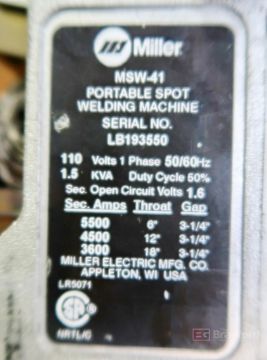 Miller
MSW-41
PORTABLE SPOT
WELDING MACHINE
SERIAL NO.
LB193550
110 Volts 1 Phase 50/60Hz
1.5 KVA Duty Cycle 50%
Sec. Open Circuit Volts 1.6
Sec. Amps Throat Gap
5500 6" 3-1/4"
4500 12" 3-1/4"
3600 18" 3-1/4"
MILLER ELECTRIC MFG. CO.
APPLETON, WI USA
LR5071
NRTL/C